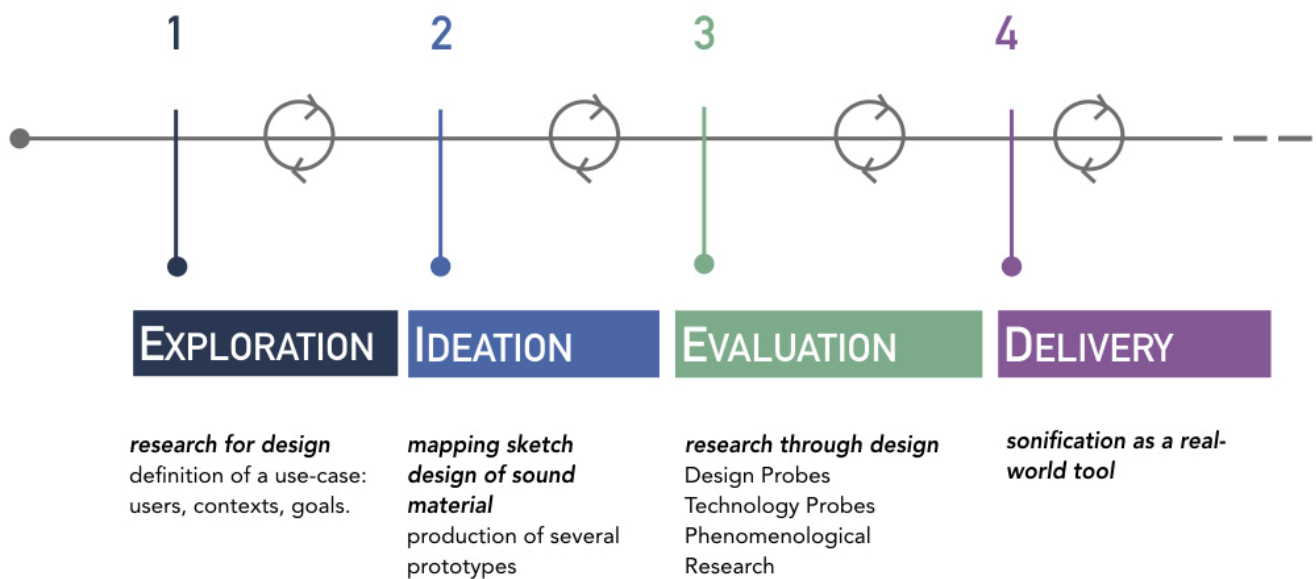 1
2
3
4
EXPLORATION
IDEATION
EVALUATION
DELIVERY
research for design
definition of a use-case:
users, contexts, goals.
mapping sketch
design of sound
material
production of several
prototypes
research through design
Design Probes
Technology Probes
Phenomenological
Research
sonification as a real-
world tool